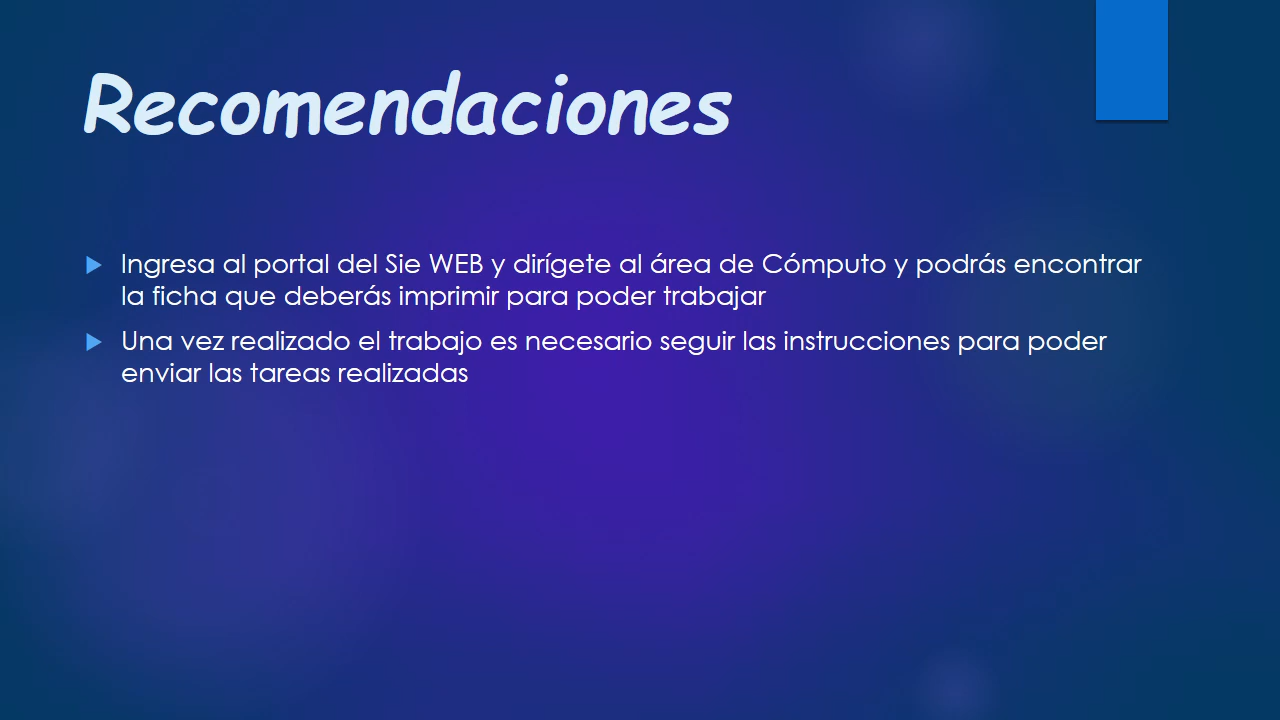 Recomendaciones
Ingresa al portal del Sie WEB y dirígete al área de Cómputo y podrás encontrar
la ficha que deberás imprimir para poder trabajar
Una vez realizado el trabajo es necesario seguir las instrucciones para poder
enviar las tareas realizadas